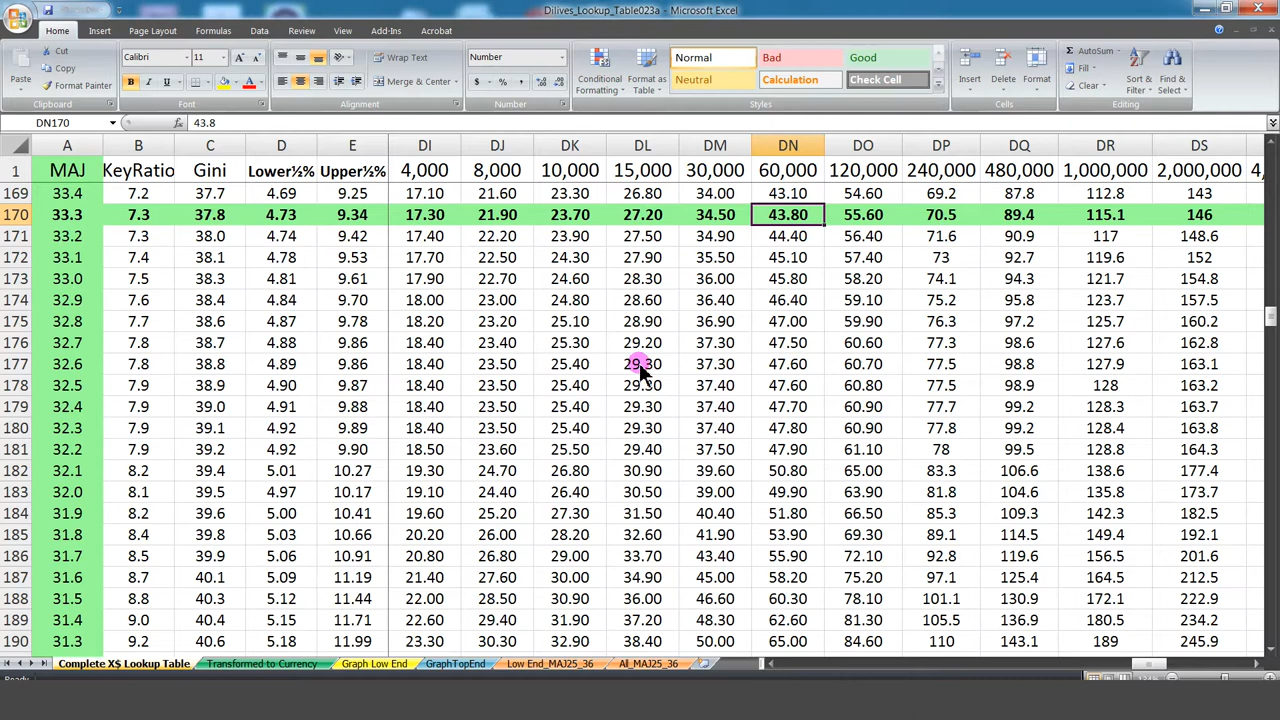 Dilives_Lookup_Table023a - Microsoft Excel
Home Insert Page Layout Formulas Data Review View Add-Ins Acrobat
Cut Calibri 11 Wrap Text Number Normal Bad Good AutoSum
Paste Copy Conditional Formatting Format as Table Insert Delete Format Fill Sort & Filter Find & Select
Format Painter B I U Merge & Center $ % , Neutral Calculation Check Cell Clear
Clipboard Font Alignment Number Styles Cells Editing
DN170 fx 43.8
A B C D E DI DJ DK DL DM DN DO DP DQ DR DS
1 MAJ KeyRatio Gini Lower%% Upper%% 4,000 8,000 10,000 15,000 30,000 60,000 120,000 240,000 480,000 1,000,000 2,000,000 4,
169 33.4 7.2 37.7 4.69 9.25 17.10 21.60 23.30 26.80 34.00 43.10 54.60 69.2 87.8 112.8 143
170 33.3 7.3 37.8 4.73 9.34 17.30 21.90 23.70 27.20 34.50 43.80 55.60 70.5 89.4 115.1 146
171 33.2 7.3 38.0 4.74 9.42 17.40 22.20 23.90 27.50 34.90 44.40 56.40 71.6 90.9 117 148.6
172 33.1 7.4 38.1 4.78 9.53 17.70 22.50 24.30 27.90 35.50 45.10 57.40 73 92.7 119.6 152
173 33.0 7.5 38.3 4.81 9.61 17.90 22.70 24.60 28.30 36.00 45.80 58.20 74.1 94.3 121.7 154.8
174 32.9 7.6 38.4 4.84 9.70 18.00 23.00 24.80 28.60 36.40 46.40 59.10 75.2 95.8 123.7 157.5
175 32.8 7.7 38.6 4.87 9.78 18.20 23.20 25.10 28.90 36.90 47.00 59.90 76.3 97.2 125.7 160.2
176 32.7 7.8 38.7 4.88 9.86 18.40 23.40 25.30 29.20 37.30 47.50 60.60 77.3 98.6 127.6 162.8
177 32.6 7.8 38.8 4.89 9.86 18.40 23.50 25.40 29.30 37.30 47.60 60.70 77.5 98.8 127.9 163.1
178 32.5 7.9 38.9 4.90 9.87 18.40 23.50 25.40 29.30 37.40 47.60 60.80 77.5 98.9 128 163.2
179 32.4 7.9 39.0 4.91 9.88 18.40 23.50 25.40 29.30 37.40 47.70 60.80 77.7 99.2 128.3 163.8
180 32.3 7.9 39.1 4.92 9.89 18.40 23.50 25.40 29.30 37.40 47.80 60.90 77.8 99.2 128.4 163.8
181 32.2 7.9 39.2 4.92 9.90 18.50 23.60 25.50 29.40 37.50 47.90 61.10 78 99.5 128.8 164.3
182 32.1 8.2 39.4 5.01 10.27 19.30 24.70 26.80 30.90 39.60 50.80 65.00 83.3 106.6 138.6 177.4
183 32.0 8.1 39.5 4.97 10.17 19.10 24.40 26.40 30.50 39.00 49.90 63.90 81.8 104.6 135.8 173.7
184 31.9 8.2 39.6 5.00 10.41 19.60 25.20 27.30 31.50 40.40 51.80 66.50 85.3 109.3 142.3 182.5
185 31.8 8.4 39.8 5.03 10.66 20.20 26.00 28.20 32.60 41.90 53.90 69.30 89.1 114.5 149.4 192.1
186 31.7 8.5 39.9 5.06 10.91 20.80 26.80 29.00 33.70 43.40 55.90 72.10 92.8 119.6 156.5 201.6
187 31.6 8.7 40.1 5.09 11.19 21.40 27.60 30.00 34.90 45.00 58.20 75.20 97.1 125.4 164.5 212.5
188 31.5 8.8 40.3 5.12 11.44 22.00 28.50 30.90 36.00 46.60 60.30 78.10 101.1 130.9 172.1 222.9
189 31.4 9.0 40.4 5.15 11.71 22.60 29.40 31.90 37.20 48.30 62.60 81.30 105.5 136.9 180.5 234.2
190 31.3 9.2 40.6 5.18 11.99 23.30 30.30 32.90 38.40 50.00 65.00 84.60 110 143.1 189 245.9
Complete X$ Lookup Table Transformed to Currency Graph Low End GraphTopEnd Low End_MAJ25_36 All_MAJ25_36